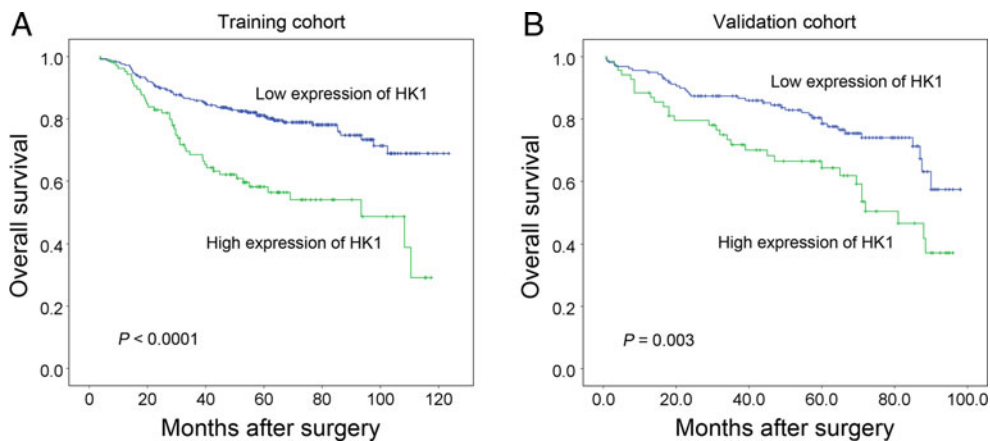 A
Training cohort
1.0
0.8
0.6
0.4
0.2
0.0
Overall survival
Low expression of HK1
High expression of HK1
P < 0.0001
0 20 40 60 80 100 120
Months after surgery
B
Validation cohort
1.0
0.8
0.6
0.4
0.2
0.0
Overall survival
Low expression of HK1
High expression of HK1
P = 0.003
0.0 20.0 40.0 60.0 80.0 100.0
Months after surgery